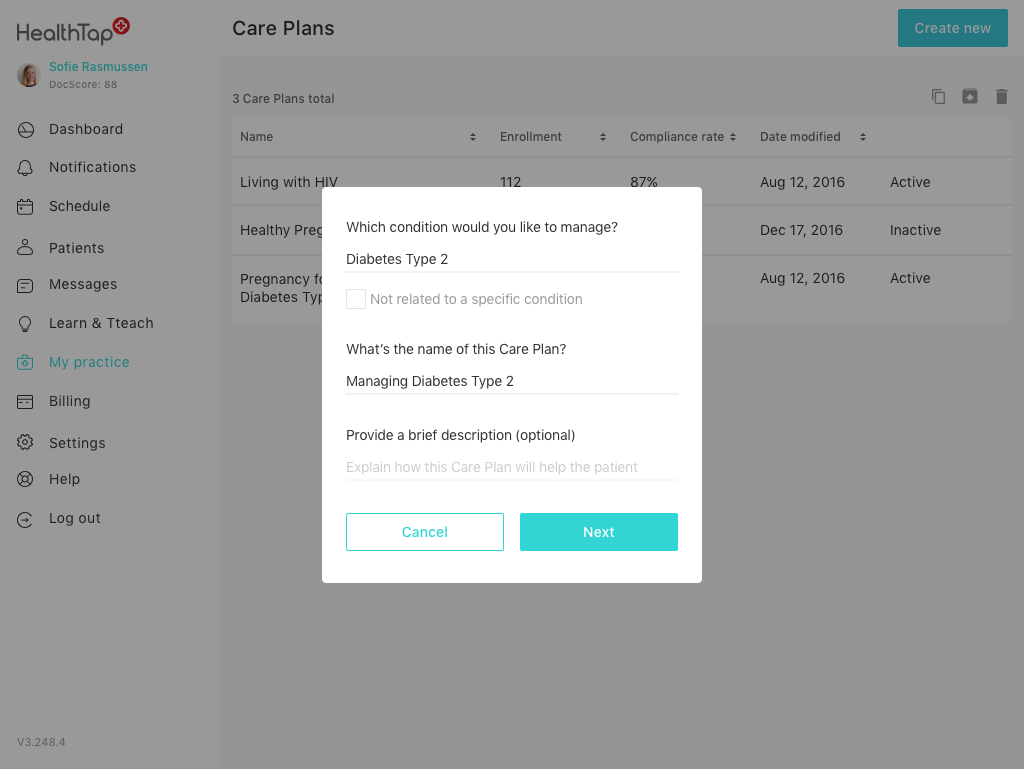 HealthTap
Sofie Rasmussen
DocScore: 88
Dashboard
Notifications
Schedule
Patients
Messages
Learn & Tteach
My practice
Billing
Settings
Help
Log out
V3.248.4
Care Plans
Create new
3 Care Plans total
Name Enrollment Compliance rate Date modified
Living with HIV 112 87% Aug 12, 2016 Active
Healthy Preg Dec 17, 2016 Inactive
Pregnancy fo Aug 12, 2016 Active
Diabetes Typ
Which condition would you like to manage?
Diabetes Type 2
Not related to a specific condition
What’s the name of this Care Plan?
Managing Diabetes Type 2
Provide a brief description (optional)
Explain how this Care Plan will help the patient
Cancel Next